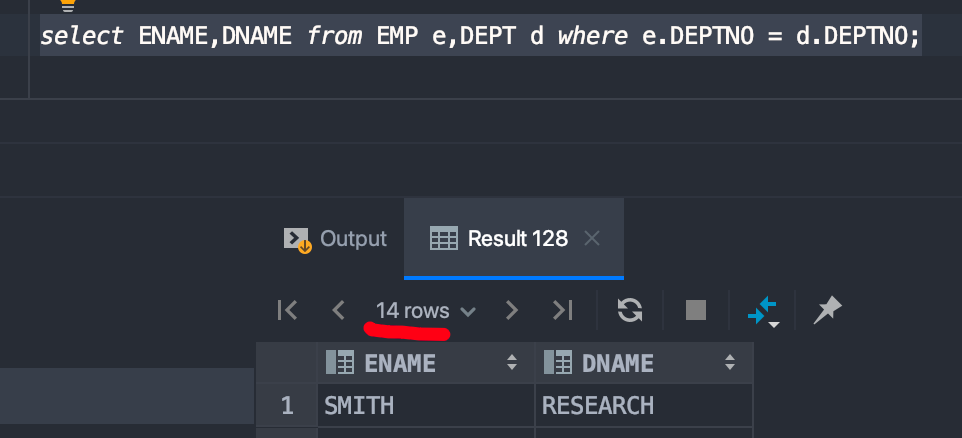 select ENAME,DNAME from EMP e,DEPT d where e.DEPTNO = d.DEPTNO;
Output
Result 128
14 rows
ENAME DNAME
1 SMITH RESEARCH